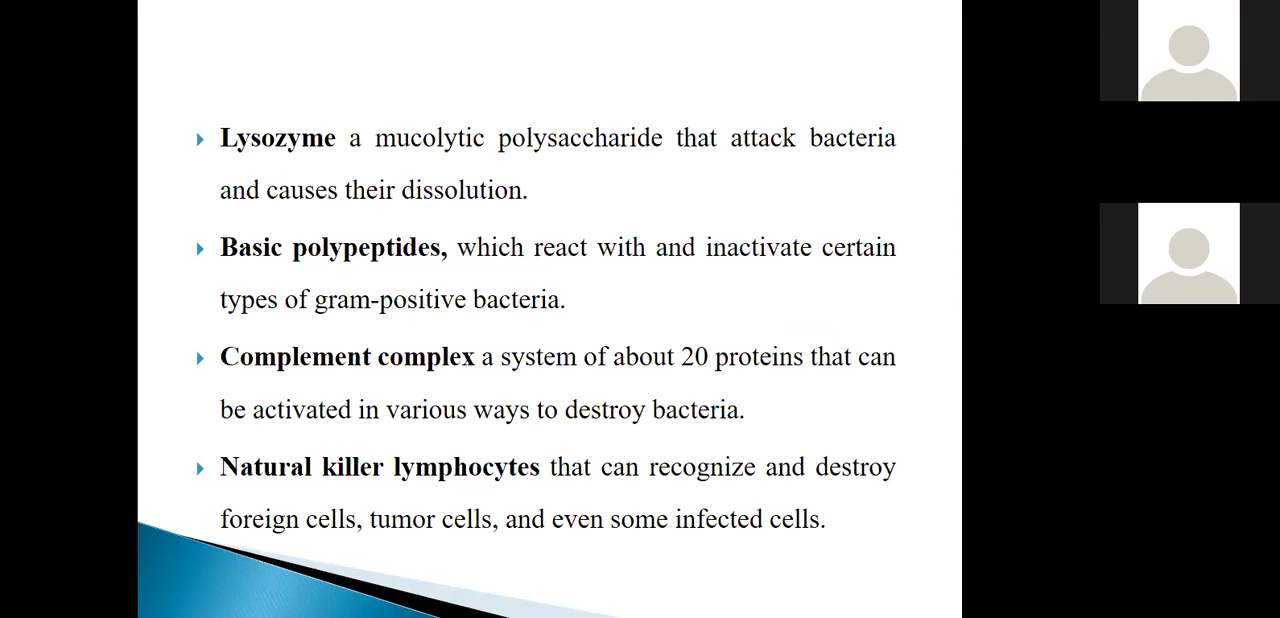 Lysozyme a mucolytic polysaccharide that attack bacteria
and causes their dissolution.
Basic polypeptides, which react with and inactivate certain
types of gram-positive bacteria.
Complement complex a system of about 20 proteins that can
be activated in various ways to destroy bacteria.
Natural killer lymphocytes that can recognize and destroy
foreign cells, tumor cells, and even some infected cells.